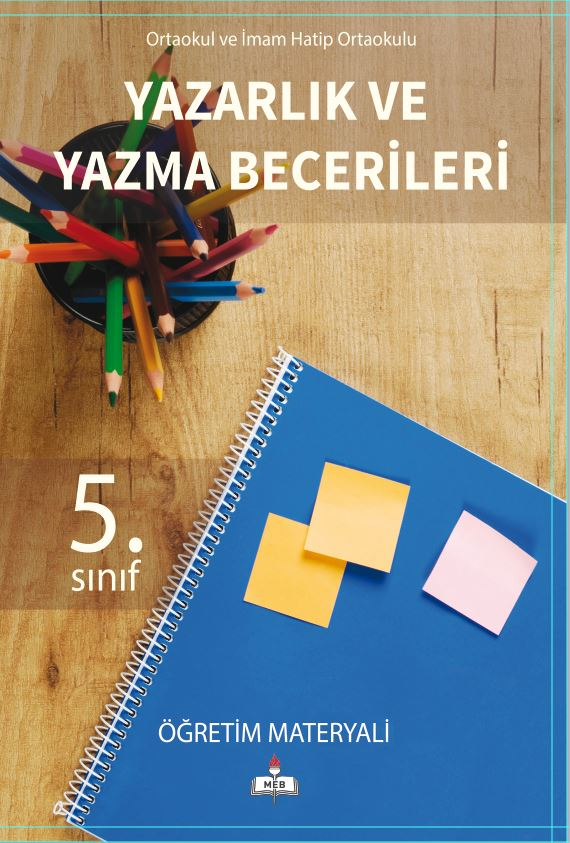 Ortaokul ve İmam Hatip Ortaokulu
YAZARLIK VE
YAZMA BECERİLERİ
5.
sınıf
ÖĞRETİM MATERYALİ
MEB